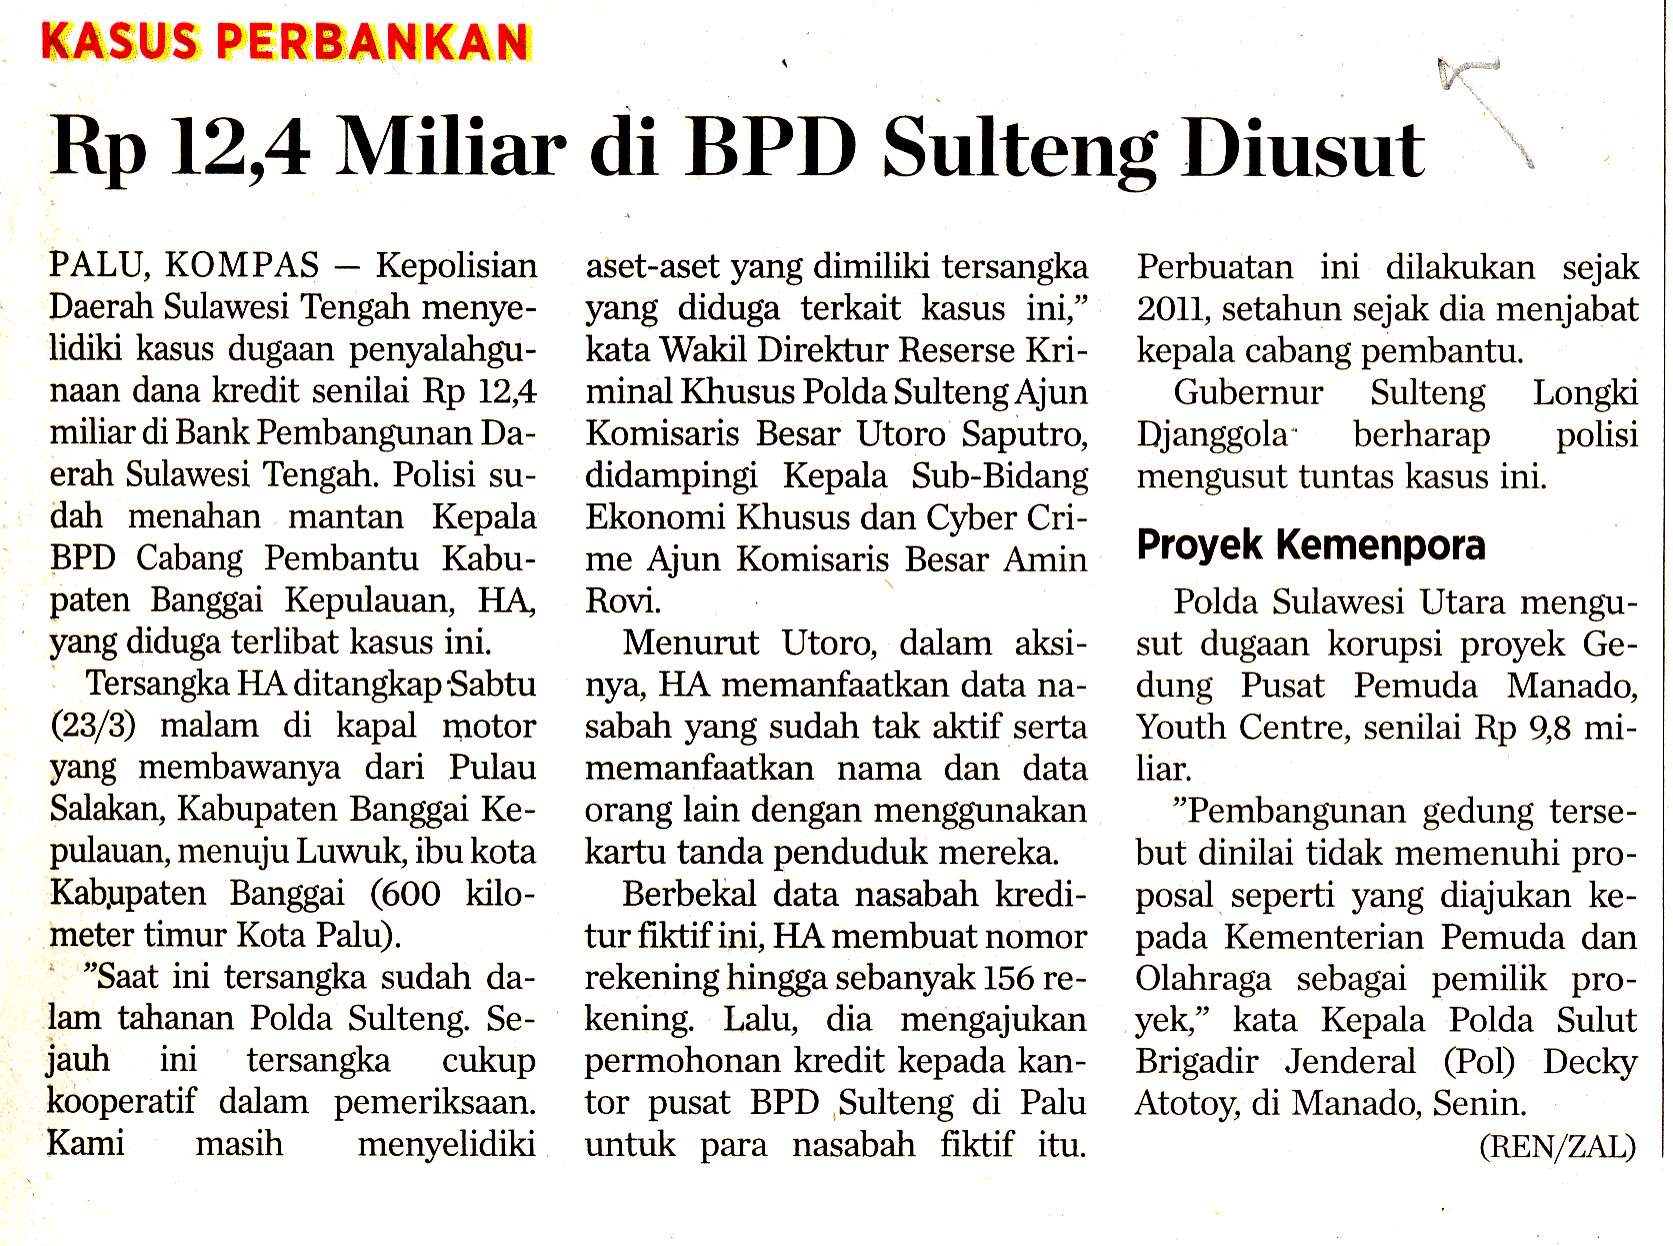 KASUS PERBANKAN
Rp 12,4 Miliar di BPD Sulteng Diusut
PALU, KOMPAS — Kepolisian
Daerah Sulawesi Tengah menye-
lidiki kasus dugaan penyalahgu-
naan dana kredit senilai Rp 12,4
miliar di Bank Pembangunan Da-
erah Sulawesi Tengah. Polisi su-
dah menahan mantan Kepala
BPD Cabang Pembantu Kabu-
paten Banggai Kepulauan, HA,
yang diduga terlibat kasus ini.
Tersangka HA ditangkap Sabtu
(23/3) malam di kapal motor
yang membawanya dari Pulau
Salakan, Kabupaten Banggai Ke-
pulauan, menuju Luwuk, ibu kota
Kabupaten Banggai (600 kilo-
meter timur Kota Palu).
”Saat ini tersangka sudah da-
lam tahanan Polda Sulteng. Se-
jauh ini tersangka cukup
kooperatif dalam pemeriksaan.
Kami masih menyelidiki
aset-aset yang dimiliki tersangka
yang diduga terkait kasus ini,”
kata Wakil Direktur Reserse Kri-
minal Khusus Polda Sulteng Ajun
Komisaris Besar Utoro Saputro,
didampingi Kepala Sub-Bidang
Ekonomi Khusus dan Cyber Cri-
me Ajun Komisaris Besar Amin
Rovi.
Menurut Utoro, dalam aksi-
nya, HA memanfaatkan data na-
sabah yang sudah tak aktif serta
memanfaatkan nama dan data
orang lain dengan menggunakan
kartu tanda penduduk mereka.
Berbekal data nasabah kredi-
tur fiktif ini, HA membuat nomor
rekening hingga sebanyak 156 re-
kening. Lalu, dia mengajukan
permohonan kredit kepada kan-
tor pusat BPD Sulteng di Palu
untuk para nasabah fiktif itu.
Perbuatan ini dilakukan sejak
2011, setahun sejak dia menjabat
kepala cabang pembantu.
Gubernur Sulteng Longki
Djanggola berharap polisi
mengusut tuntas kasus ini.
Proyek Kemenpora
Polda Sulawesi Utara mengu-
sut dugaan korupsi proyek Ge-
dung Pusat Pemuda Manado,
Youth Centre, senilai Rp 9,8 mi-
liar.
”Pembangunan gedung terse-
but dinilai tidak memenuhi pro-
posal seperti yang diajukan ke-
pada Kementerian Pemuda dan
Olahraga sebagai pemilik pro-
yek,” kata Kepala Polda Sulut
Brigadir Jenderal (Pol) Decky
Atotoy, di Manado, Senin.
(REN/ZAL)